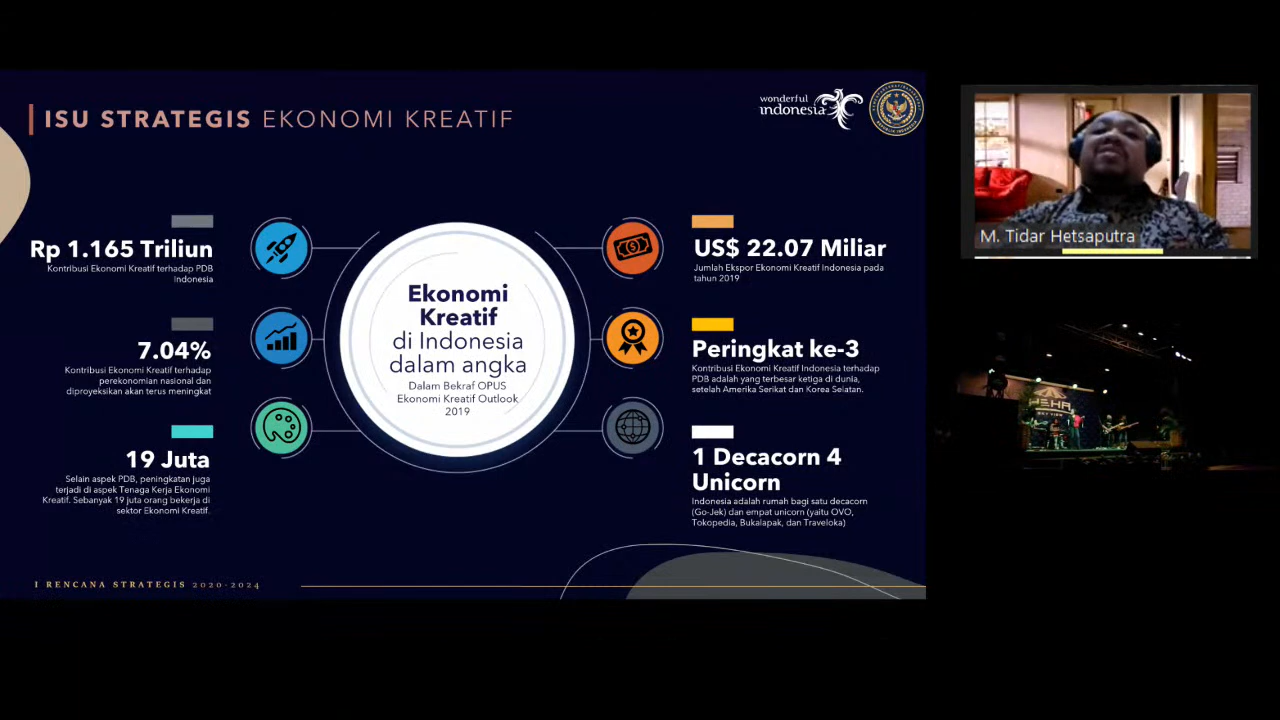 ISU STRATEGIS EKONOMI KREATIF
wonderful
indonesia
Rp 1.165 Triliun
Kontribusi Ekonomi Kreatif terhadap PDB
Indonesia
7.04%
Kontribusi Ekonomi Kreatif terhadap
perekonomian nasional dan
diproyeksikan akan terus meningkat
19 Juta
Selain aspek PDB, peningkatan juga
terjadi di aspek Tenaga Kerja Ekonomi
Kreatif. Sebanyak 19 juta orang bekerja di
sektor Ekonomi Kreatif.
Ekonomi
Kreatif
di Indonesia
dalam angka
Dalam Bekraf OPUS
Ekonomi Kreatif Outlook
2019
US$ 22.07 Miliar
Jumlah Ekspor Ekonomi Kreatif Indonesia pada
tahun 2019
Peringkat ke-3
Kontribusi Ekonomi Kreatif Indonesia terhadap
PDB adalah yang terbesar ketiga di dunia,
setelah Amerika Serikat dan Korea Selatan.
1 Decacorn 4
Unicorn
Indonesia adalah rumah bagi satu decacorn
(Go-Jek) dan empat unicorn (yaitu OVO,
Tokopedia, Bukalapak, dan Traveloka)
I RENCANA STRATEGIS 2020-2024
M. Tidar Hetsaputra